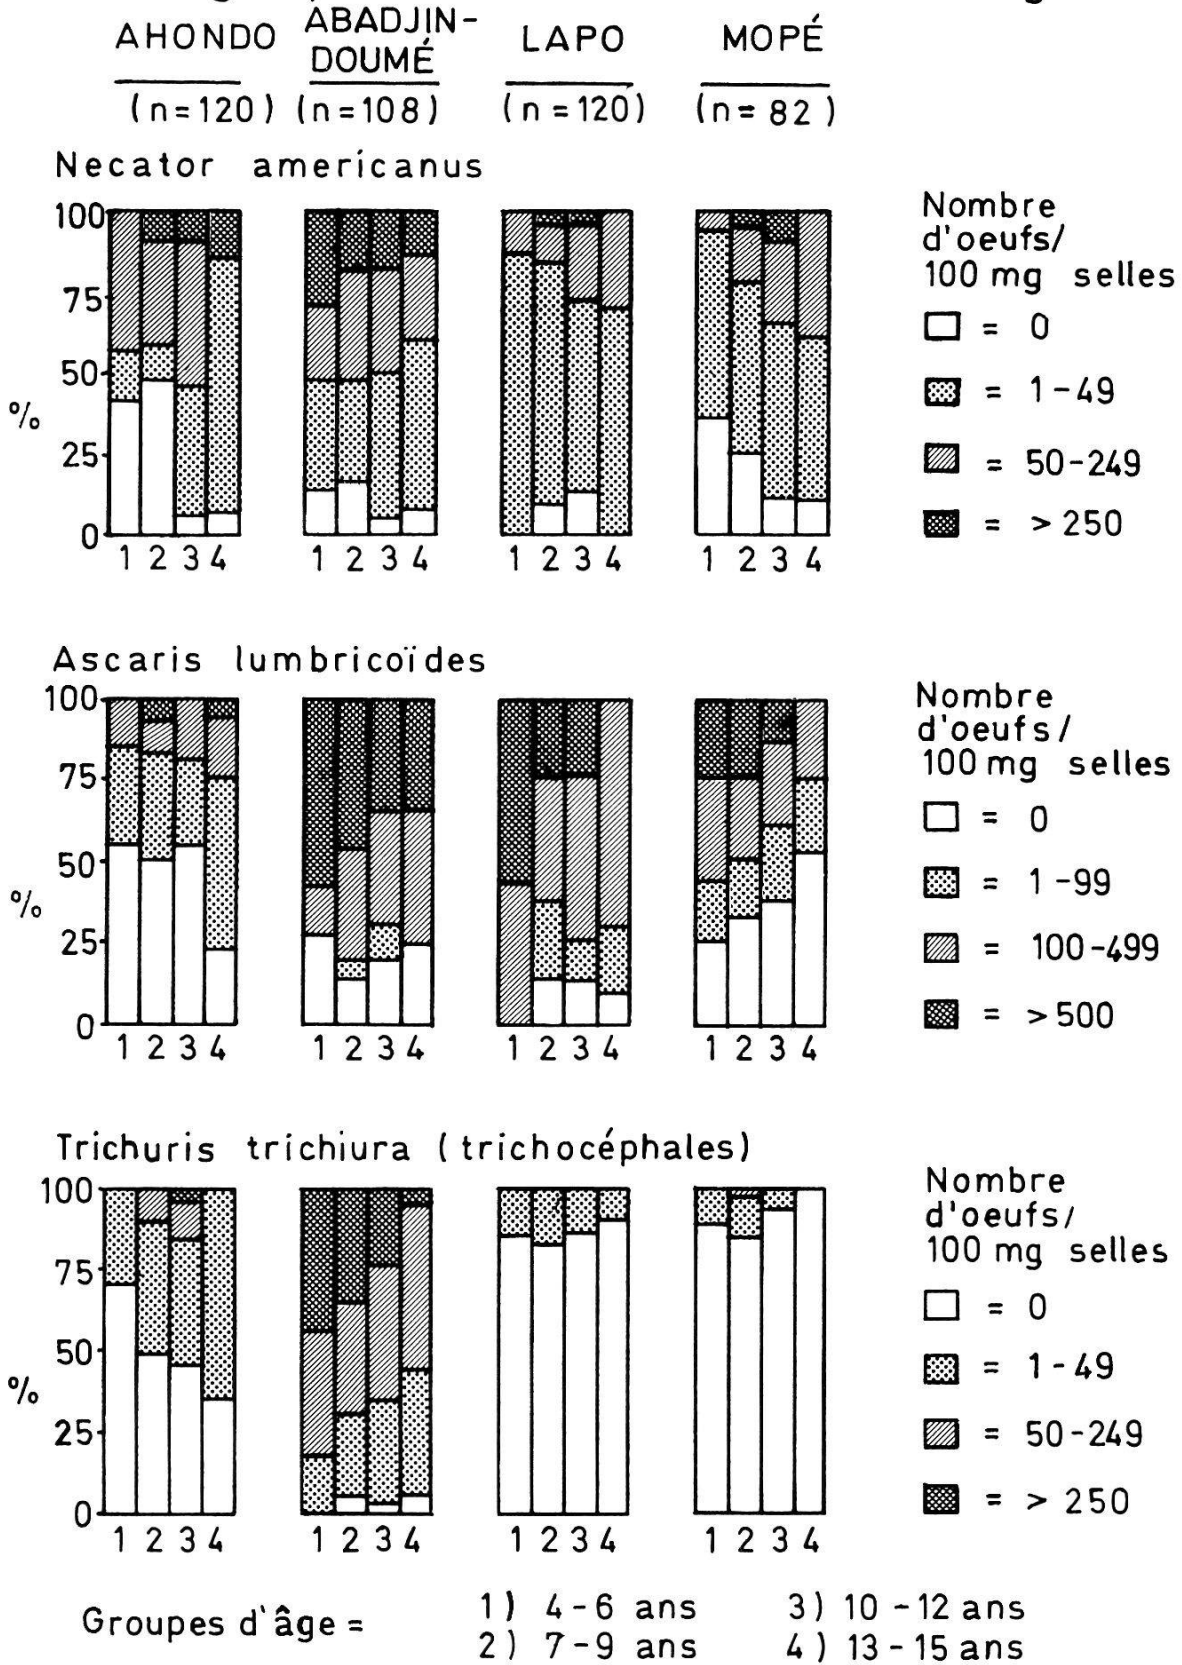 AHONDO ABADJIN-DOUMÉ LAPO MOPÉ
(n=120) (n=108) (n=120) (n=82)
Necator americanus
100
75
50
%
25
0
1 2 3 4 1 2 3 4 1 2 3 4 1 2 3 4
Nombre
d'oeufs/
100 mg selles
= 0
= 1-49
= 50-249
= > 250
Ascaris lumbricoïdes
100
75
50
%
25
0
1 2 3 4 1 2 3 4 1 2 3 4 1 2 3 4
Nombre
d'oeufs/
100 mg selles
= 0
= 1-99
= 100-499
= >500
Trichuris trichiura (trichocéphales)
100
75
50
%
25
0
1 2 3 4 1 2 3 4 1 2 3 4 1 2 3 4
Nombre
d'oeufs/
100 mg selles
= 0
= 1-49
= 50-249
= > 250
Groupes d'âge =
1) 4-6 ans 3) 10-12 ans
2) 7-9 ans 4) 13-15 ans